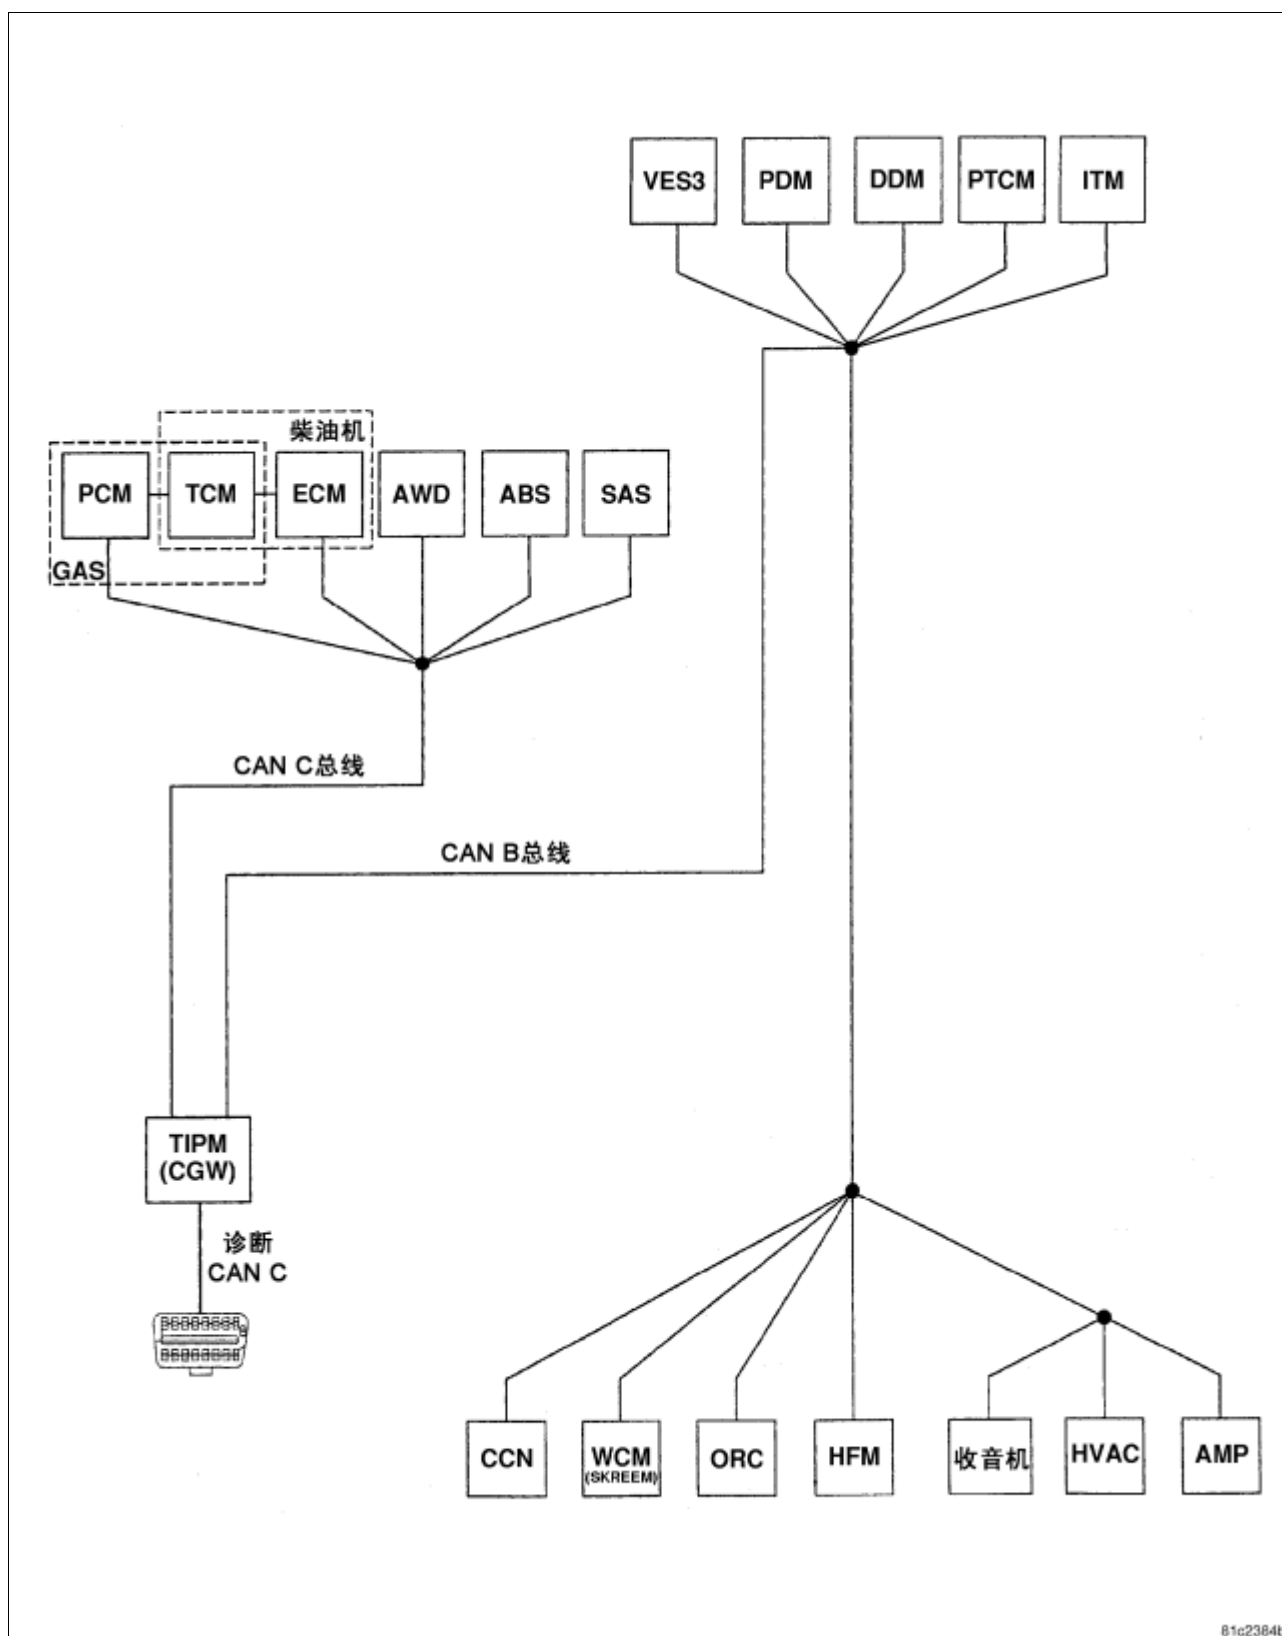 VES3
PDM
DDM
PTCM
ITM
柴油机
PCM
TCM
ECM
AWD
ABS
SAS
GAS
CAN C总线
CAN B总线
TIPM
(CGW)
诊断
CAN C
CCN
WCM
(SKREEM)
ORC
HFM
收音机
HVAC
AMP